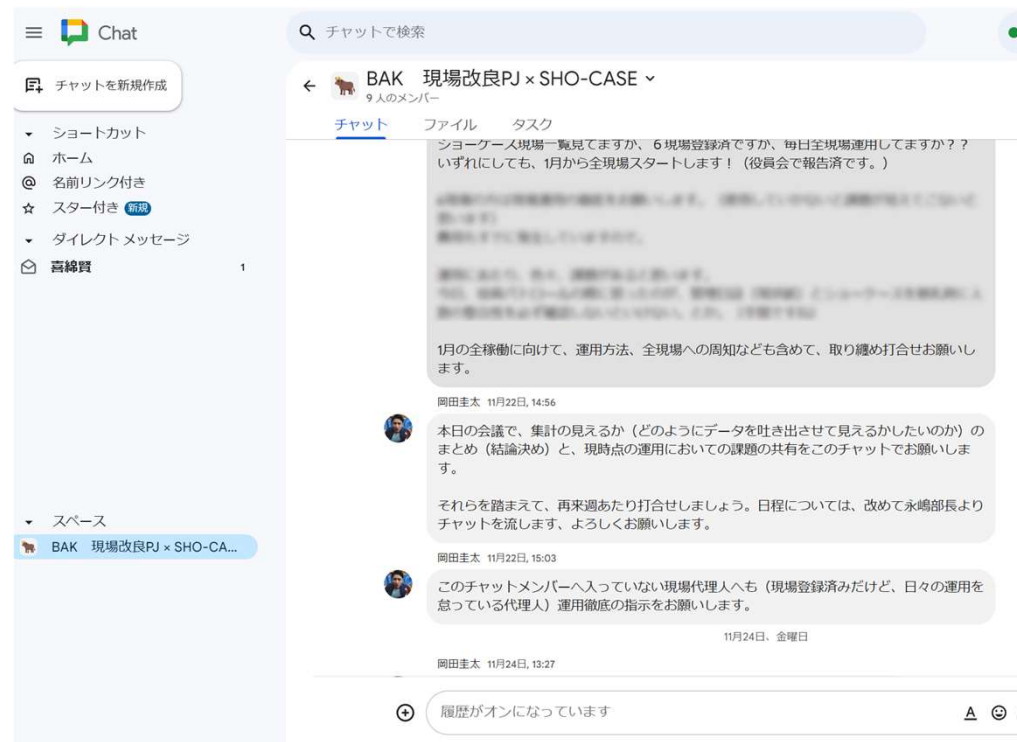 Chat
チャットで検索
チャットを新規作成
ショートカット
ホーム
名前リンク付き
スター付き 新規
ダイレクト メッセージ
喜綿賢 1
スペース
BAK 現場改良PJ × SHO-CA...
BAK 現場改良PJ × SHO-CASE
9 人のメンバー
チャット ファイル タスク
ショーケース現場一覧見てますが、6現場登録済ですが、毎日全現場運用してますか？？
いずれにしても、1月から全現場スタートします！（役員会で報告済です。）
1月の全稼働に向けて、運用方法、全現場への周知なども含めて、取り纏め打合せお願いし
ます。
岡田圭太 11月22日, 14:56
本日の会議で、集計の見えるか（どのようにデータを吐き出させて見えるかしたいのか）の
まとめ（結論決め）と、現時点の運用においての課題の共有をこのチャットでお願いしま
す。
それらを踏まえて、再来週あたり打合せしましょう。日程については、改めて永嶋部長より
チャットを流します、よろしくお願いします。
岡田圭太 11月22日, 15:03
このチャットメンバーへ入っていない現場代理人へも（現場登録済みだけど、日々の運用を
怠っている代理人）運用徹底の指示をお願いします。
11月24日、金曜日
岡田圭太 11月24日, 13:27
履歴がオンになっています